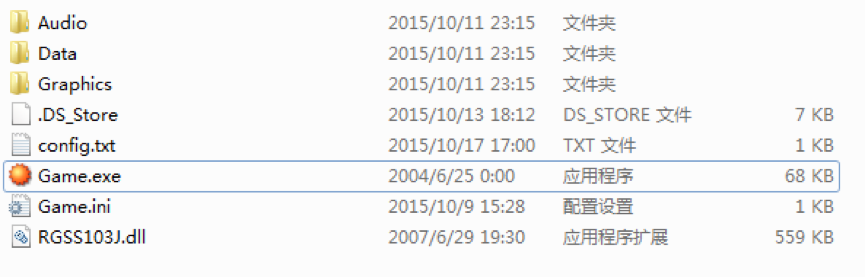 Audio 2015/10/11 23:15 文件夹
Data 2015/10/11 23:15 文件夹
Graphics 2015/10/11 23:15 文件夹
.DS_Store 2015/10/13 18:12 DS_STORE 文件 7 KB
config.txt 2015/10/17 17:00 TXT 文件 1 KB
Game.exe 2004/6/25 0:00 应用程序 68 KB
Game.ini 2015/10/9 15:28 配置设置 1 KB
RGSS103J.dll 2007/6/29 19:30 应用程序扩展 559 KB